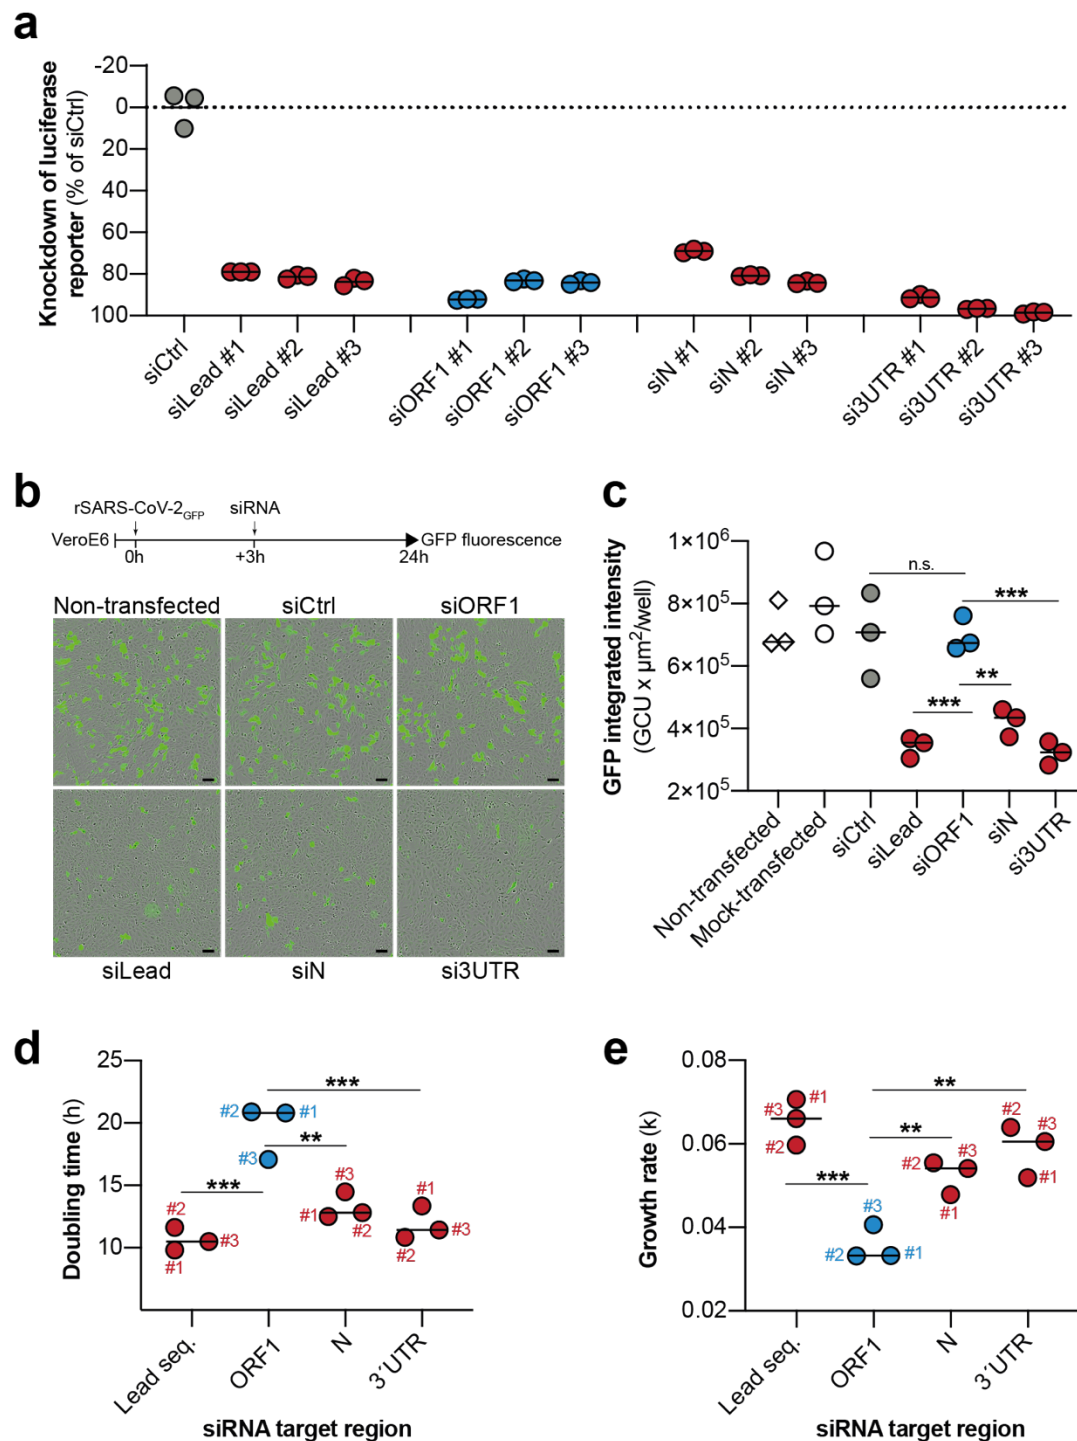 a
Knockdown of luciferase
reporter (% of siCtrl)
-20
0
20
40
60
80
100
siCtrl
siLead #1
siLead #2
siLead #3
siORF1 #1
siORF1 #2
siORF1 #3
siN #1
siN #2
siN #3
si3UTR #1
si3UTR #2
si3UTR #3
b
rSARS-CoV-2GFP
siRNA
VeroE6
GFP fluorescence
0h
+3h
24h
Non-transfected
siCtrl
siORF1
siLead
siN
si3UTR
c
GFP integrated intensity
(GCU x µm²/well)
1×10⁶
8×10⁵
6×10⁵
4×10⁵
2×10⁵
n.s.
***
**
***
Non-transfected
Mock-transfected
siCtrl
siLead
siORF1
siN
si3UTR
d
Doubling time (h)
25
20
15
10
***
#2
#1
**
#3
***
#2
#3
#1
#3
#1
#2
#1
#3
#2
Lead seq.
ORF1
N
3´UTR
siRNA target region
e
Growth rate (k)
0.08
0.06
0.04
0.02
**
#1
#3
#2
**
***
#3
#2
#1
#2
#3
#1
#2
#3
#1
Lead seq.
ORF1
N
3´UTR
siRNA target region